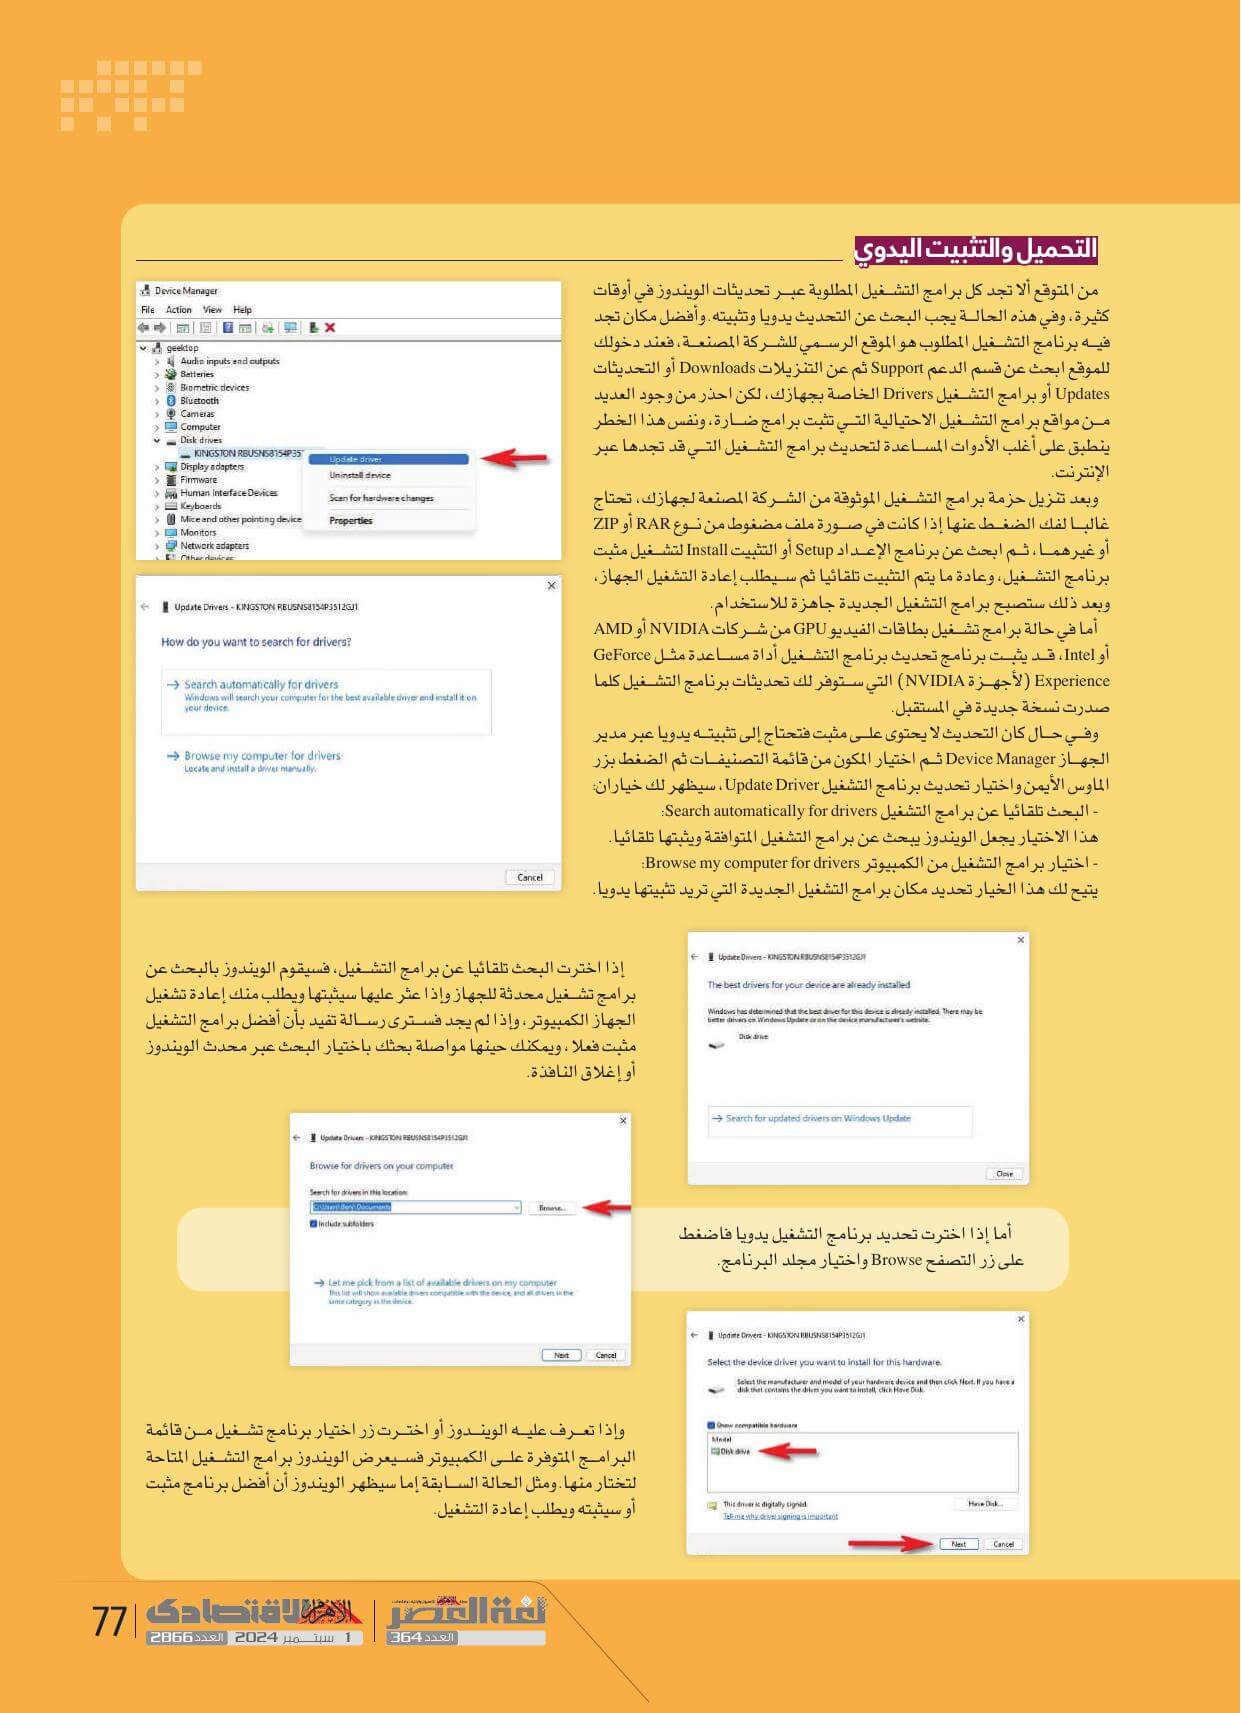 التحميل والتثبيت اليدوي
من المتوقع ألا تجد كل برامج التشغيل المطلوبة عبر تحديثات الويندوز في أوقات
كثيرة، وفي هذه الحالة يجب البحث عن التحديث يدويا وتثبيته. وأفضل مكان تجد
فيه برنامج التشغيل المطلوب هو الموقع الرسمي للشركة المصنعة، فعند دخولك
للموقع ابحث عن قسم الدعم Support ثم عن التنزيلات Downloads أو التحديثات
Updates أو برامج التشغيل Drivers الخاصة بجهازك، لكن احذر من وجود العديد
من مواقع برامج التشغيل الاحتيالية التي تثبت برامج ضارة، ونفس هذا الخطر
ينطبق على أغلب الأدوات المساعدة لتحديث برامج التشغيل التي قد تجدها عبر
الإنترنت.
وبعد تنزيل حزمة برامج التشغيل الموثوقة من الشركة المصنعة لجهازك، تحتاج
غالبا لفك الضغط عنها إذا كانت في صورة ملف مضغوط من نوع RAR أو ZIP
أو غيرهما، ثم ابحث عن برنامج الإعداد Setup أو التثبيت Install لتشغيل مثبت
برنامج التشغيل، وعادة ما يتم التثبيت تلقائيا ثم سيطلب إعادة التشغيل الجهاز،
وبعد ذلك ستصبح برامج التشغيل الجديدة جاهزة للاستخدام.
أما في حالة برامج تشغيل بطاقات الفيديو GPU من شركات NVIDIA أو AMD
أو Intel، قد يثبت برنامج تحديث برنامج التشغيل أداة مساعدة مثل GeForce
Experience (لأجهزة NVIDIA) التي ستوفر لك تحديثات برنامج التشغيل كلما
صدرت نسخة جديدة في المستقبل.
وفي حال كان التحديث لا يحتوى على مثبت فتحتاج إلى تثبيته يدويا عبر مدير
الجهاز Device Manager ثم اختيار المكون من قائمة التصنيفات ثم الضغط بزر
الماوس الأيمن واختيار تحديث برنامج التشغيل Update Driver، سيظهر لك خياران:
- البحث تلقائيا عن برامج التشغيل Search automatically for drivers:
هذا الاختيار يجعل الويندوز يبحث عن برامج التشغيل المتوافقة ويثبتها تلقائيا.
- اختيار برامج التشغيل من الكمبيوتر Browse my computer for drivers:
يتيح لك هذا الخيار تحديد مكان برامج التشغيل الجديدة التي تريد تثبيتها يدويا.
Device Manager
File Action View Help
geektop
Audio inputs and outputs
Batteries
Biometric devices
Bluetooth
Cameras
Computer
Disk drives
KINGSTON RBUSNS8154P35
Update driver
Display adapters
Uninstall device
Firmware
Human Interface Devices
Scan for hardware changes
Keyboards
Mice and other pointing device
Properties
Monitors
Network adapters
Other devices
Update Drivers - KINGSTON RBUSNS8154P3512GJ1
How do you want to search for drivers?
Search automatically for drivers
Windows will search your computer for the best available driver and install it on
your device.
Browse my computer for drivers
Locate and install a driver manually.
Cancel
Update Drivers - KINGSTON RBUSNS8154P3512GJ1
The best drivers for your device are already installed
Windows has determined that the best driver for this device is already installed. There may be
better drivers on Windows Update or on the device manufacturer's website.
Disk drive
Search for updated drivers on Windows Update
Close
إذا اخترت البحث تلقائيا عن برامج التشغيل، فسيقوم الويندوز بالبحث عن
برامج تشغيل محدثة للجهاز وإذا عثر عليها سيثبتها ويطلب منك إعادة تشغيل
الجهاز الكمبيوتر، وإذا لم يجد فسترى رسالة تفيد بأن أفضل برامج التشغيل
مثبت فعلا، ويمكنك حينها مواصلة بحثك باختيار البحث عبر محدث الويندوز
أو إغلاق النافذة.
Update Drivers - KINGSTON RBUSNS8154P3512GJ1
Browse for drivers on your computer
Search for drivers in this location:
C:\Users\Benj\Documents
Browse...
Include subfolders
Let me pick from a list of available drivers on my computer
This list will show available drivers compatible with the device, and all drivers in the
same category as the device.
Next Cancel
أما إذا اخترت تحديد برنامج التشغيل يدويا فاضغط
على زر التصفح Browse واختيار مجلد البرنامج.
Update Drivers - KINGSTON RBUSNS8154P3512GJ1
Select the device driver you want to install for this hardware.
Select the manufacturer and model of your hardware device and then click Next. If you have a
disk that contains the driver you want to install, click Have Disk.
Show compatible hardware
Model
Disk drive
This driver is digitally signed.
Have Disk...
Tell me why driver signing is important
Next Cancel
وإذا تعرف عليه الويندوز أو اخترت زر اختيار برنامج تشغيل من قائمة
البرامج المتوفرة على الكمبيوتر فسيعرض الويندوز برامج التشغيل المتاحة
لتختار منها. ومثل الحالة السابقة إما سيظهر الويندوز أن أفضل برنامج مثبت
أو سيثبته ويطلب إعادة التشغيل.
لغة العصر
العدد 364
الأهرام الاقتصادى
1 سبتمبر 2024 العدد 2866
77